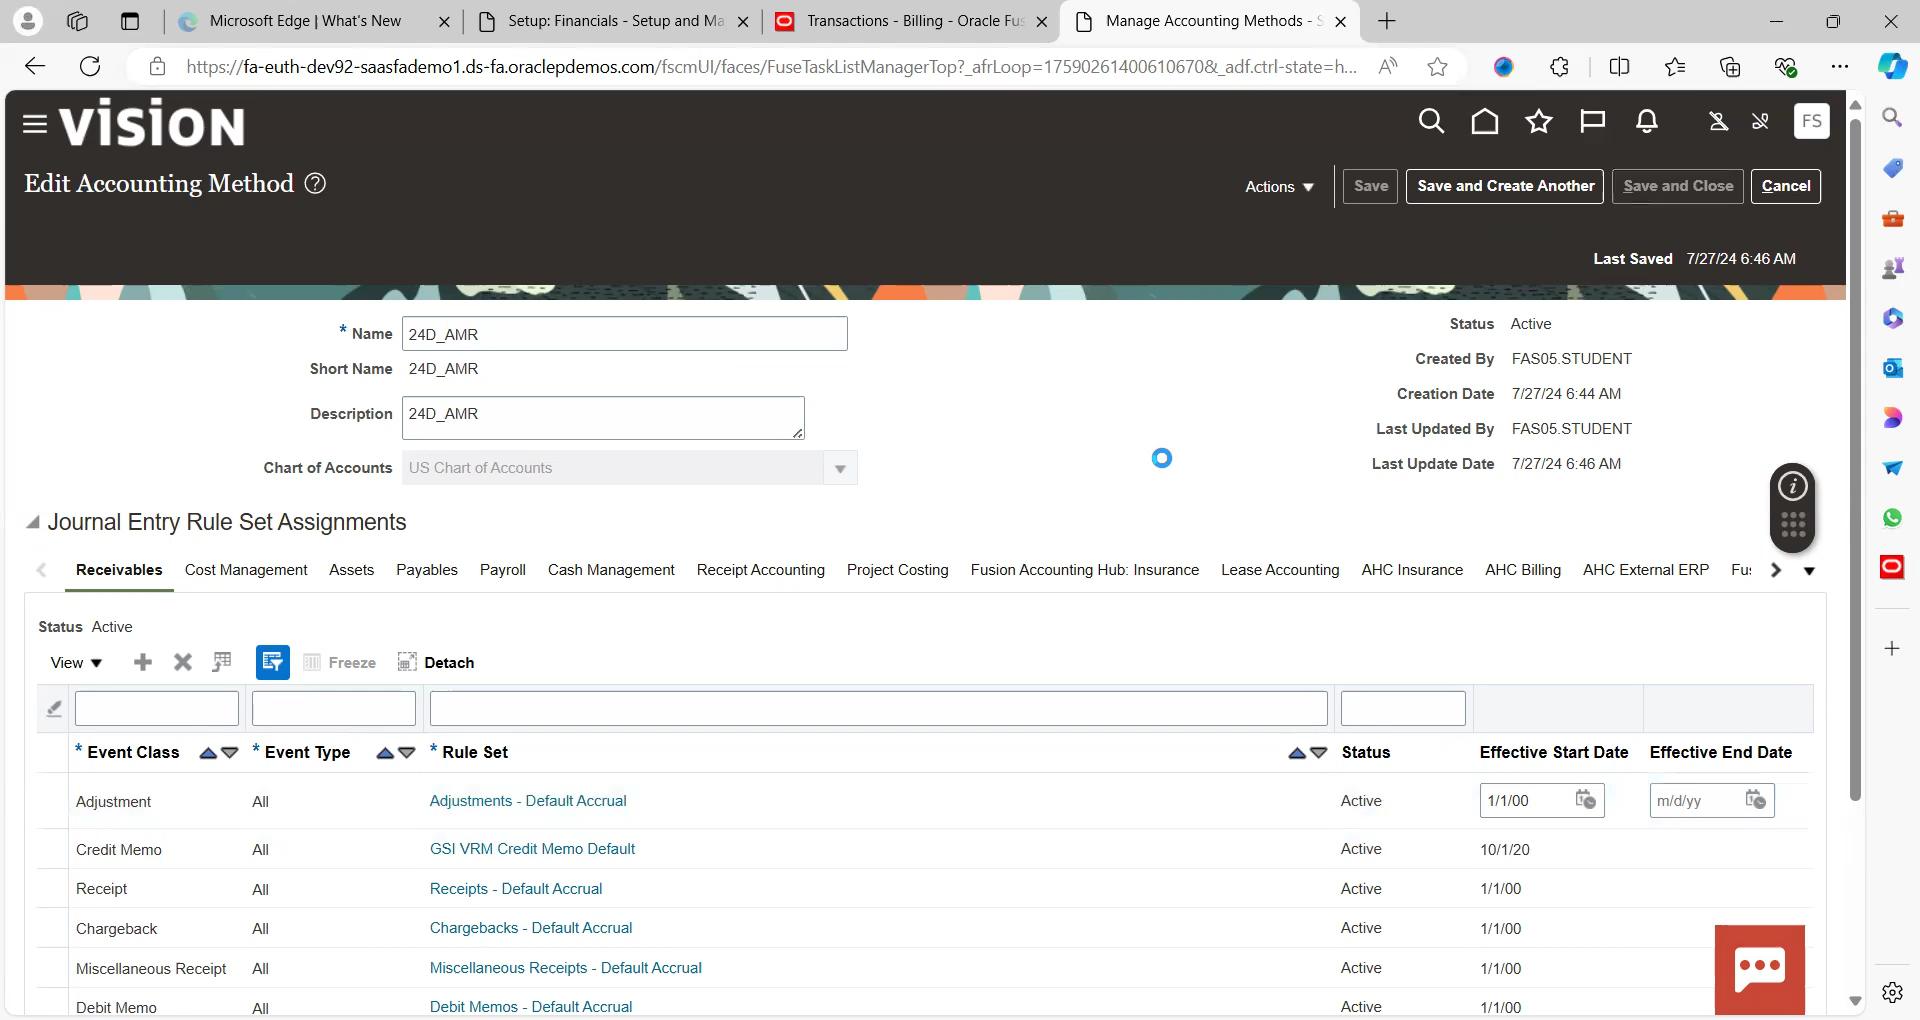 Microsoft Edge | What's New
Setup: Financials - Setup and Ma
Transactions - Billing - Oracle Fus
Manage Accounting Methods - S
https://fa-euth-dev92-saasfademo1.ds-fa.oraclepdemos.com/fscmUI/faces/FuseTaskListManagerTop?_afrLoop=17590261400610670&_adf.ctrl-state=h...
VISION
FS
Edit Accounting Method ?
Actions
Save
Save and Create Another
Save and Close
Cancel
Last Saved 7/27/24 6:46 AM
* Name 24D_AMR
Short Name 24D_AMR
Description 24D_AMR
Chart of Accounts US Chart of Accounts
Status Active
Created By FAS05.STUDENT
Creation Date 7/27/24 6:44 AM
Last Updated By FAS05.STUDENT
Last Update Date 7/27/24 6:46 AM
Journal Entry Rule Set Assignments
Receivables Cost Management Assets Payables Payroll Cash Management Receipt Accounting Project Costing Fusion Accounting Hub: Insurance Lease Accounting AHC Insurance AHC Billing AHC External ERP Fu
Status Active
View Freeze Detach
* Event Class * Event Type * Rule Set Status Effective Start Date Effective End Date
Adjustment All Adjustments - Default Accrual Active 1/1/00 m/d/yy
Credit Memo All GSI VRM Credit Memo Default Active 10/1/20
Receipt All Receipts - Default Accrual Active 1/1/00
Chargeback All Chargebacks - Default Accrual Active 1/1/00
Miscellaneous Receipt All Miscellaneous Receipts - Default Accrual Active 1/1/00
Debit Memo All Debit Memos - Default Accrual Active 1/1/00